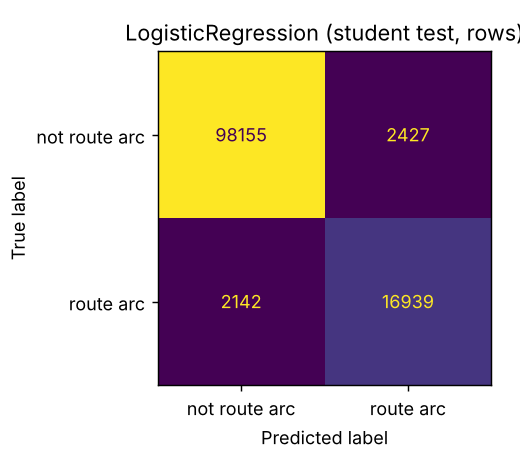 LogisticRegression (student test, rows)
True label
not route arc
98155
2427
route arc
2142
16939
not route arc
route arc
Predicted label